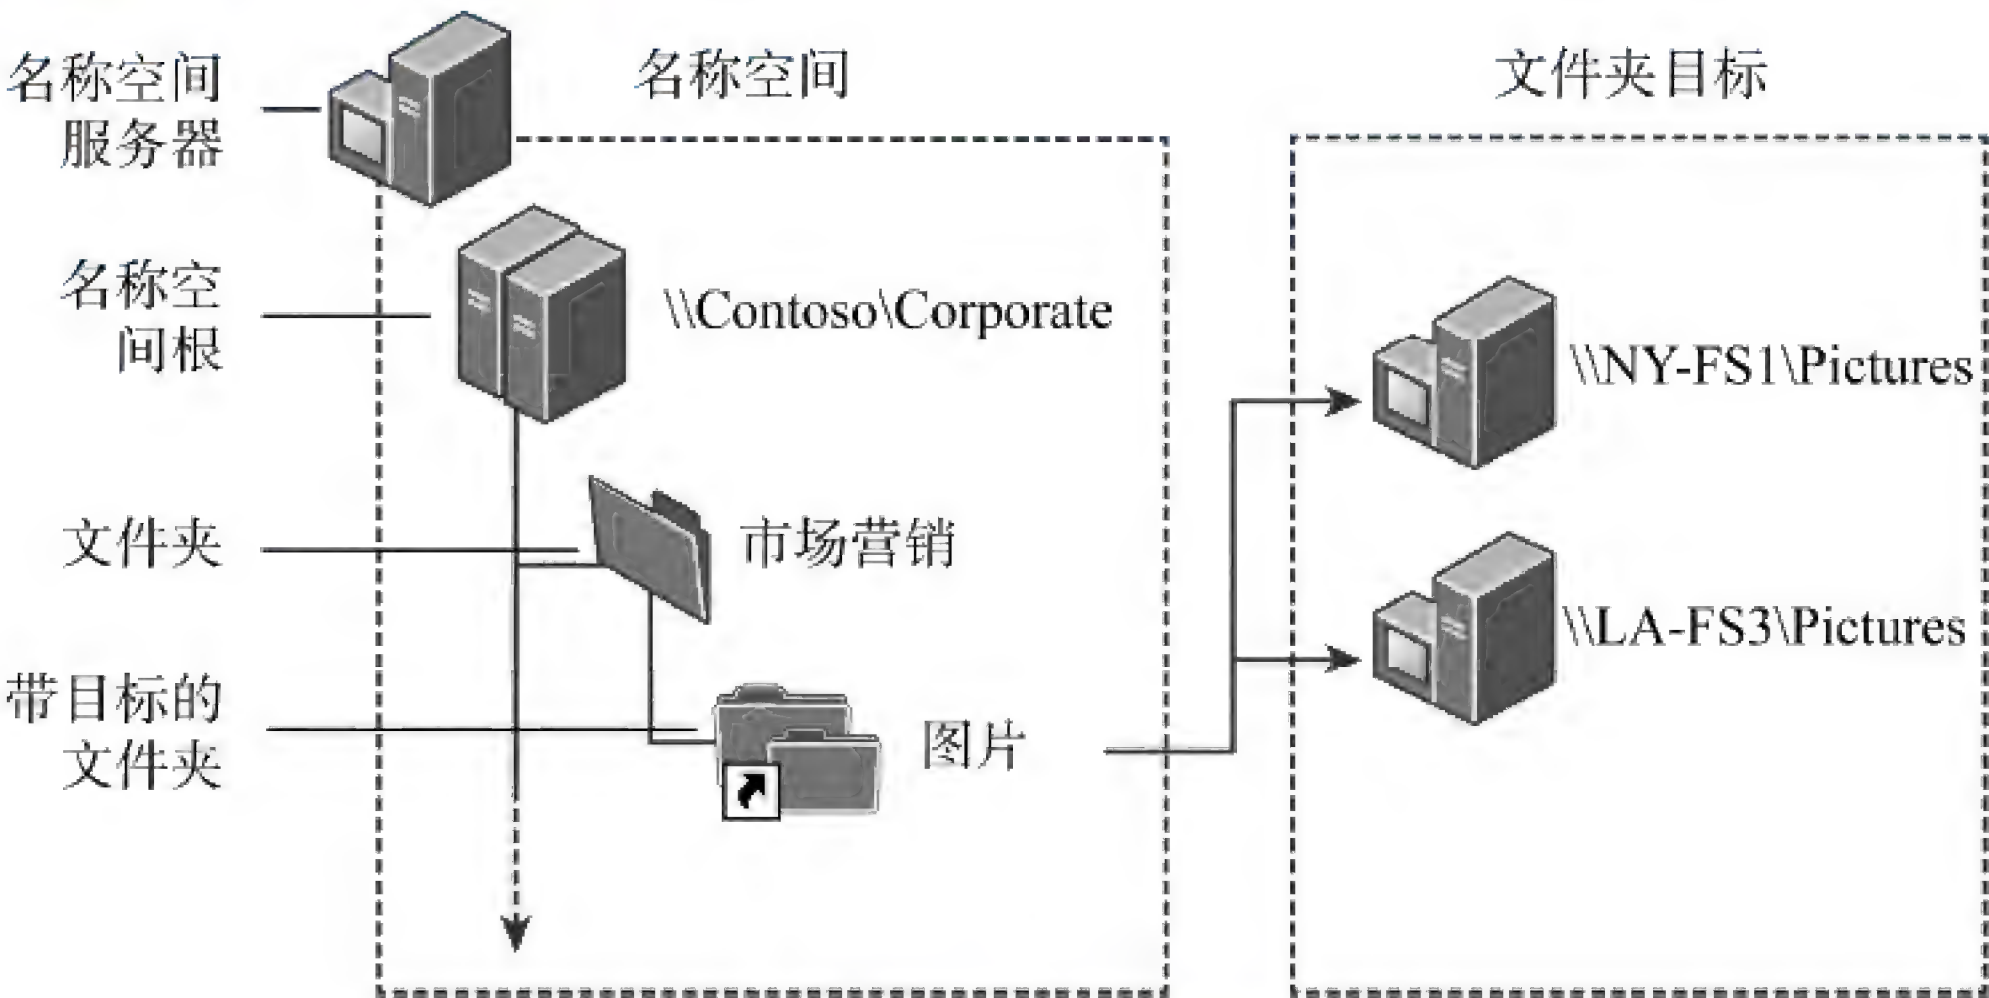 名称空间
服务器
名称空间
文件夹目标
名称空
间根
\\Contoso\Corporate
\\NY-FS1\Pictures
文件夹
市场营销
\\LA-FS3\Pictures
带目标的
文件夹
图片